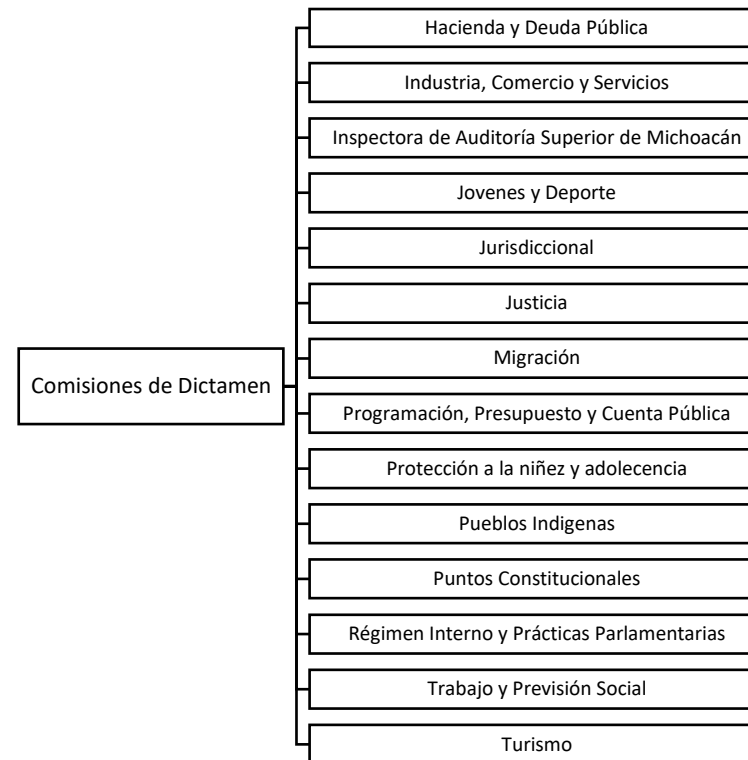 Hacienda y Deuda Pública
Industria, Comercio y Servicios
Inspectora de Auditoría Superior de Michoacán
Jovenes y Deporte
Jurisdiccional
Justicia
Migración
Comisiones de Dictamen
Programación, Presupuesto y Cuenta Pública
Protección a la niñez y adolecencia
Pueblos Indigenas
Puntos Constitucionales
Régimen Interno y Prácticas Parlamentarias
Trabajo y Previsión Social
Turismo